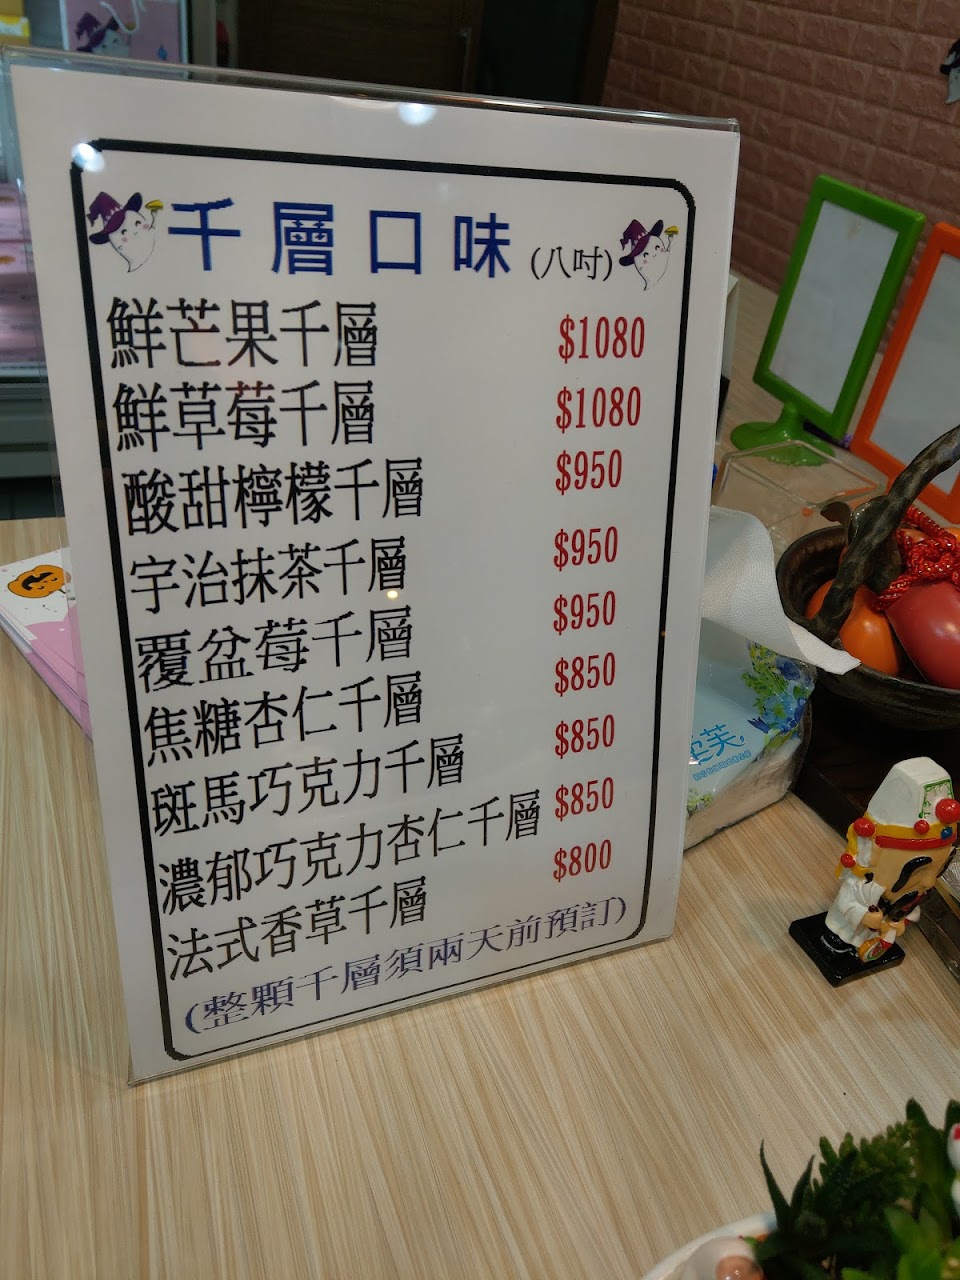 千層口味(八吋)
鮮芒果千層 $1080
鮮草莓千層 $1080
酸甜檸檬千層 $950
宇治抹茶千層 $950
覆盆莓千層 $950
焦糖杏仁千層 $850
斑馬巧克力千層 $850
濃郁巧克力杏仁千層 $850
法式香草千層 $800
(整顆千層須兩天前預訂)
芙